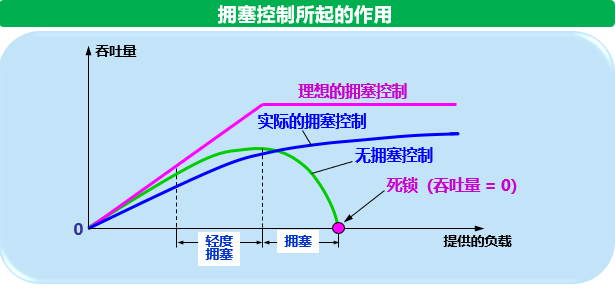 拥塞控制所起的作用
吞吐量
理想的拥塞控制
实际的拥塞控制
无拥塞控制
死锁 (吞吐量 = 0)
0
轻度
拥塞
拥塞
提供的负载